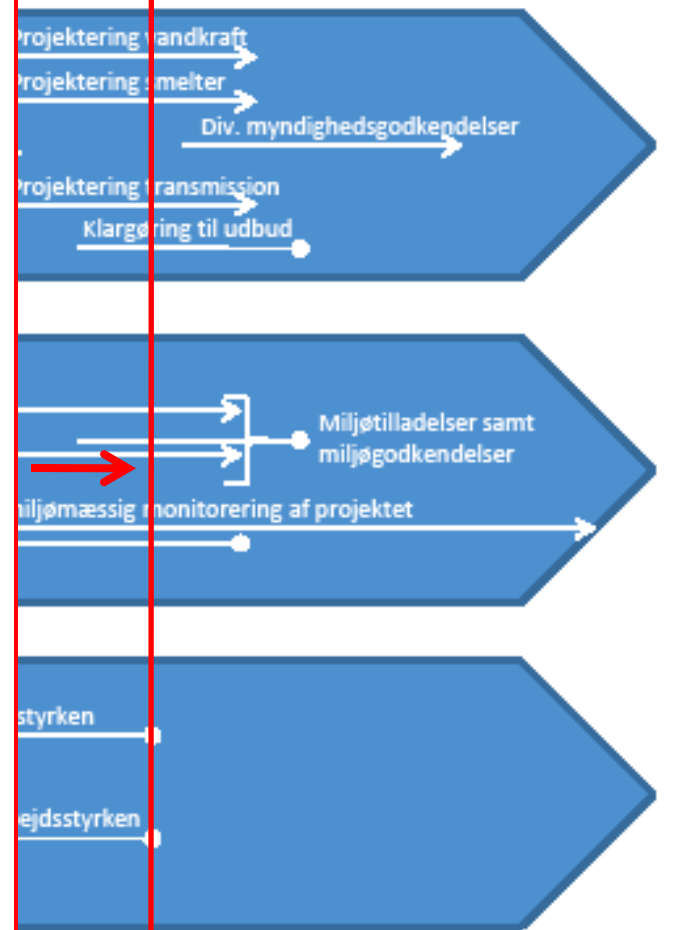 Projektering vandkraft
Projektering smelter
Div. myndighedsgodkendelser
Projektering transmission
Klargøring til udbud
Miljøtilladelser samt
miljøgodkendelser
miljømæssig monitorering af projektet
styrken
ejdsstyrken